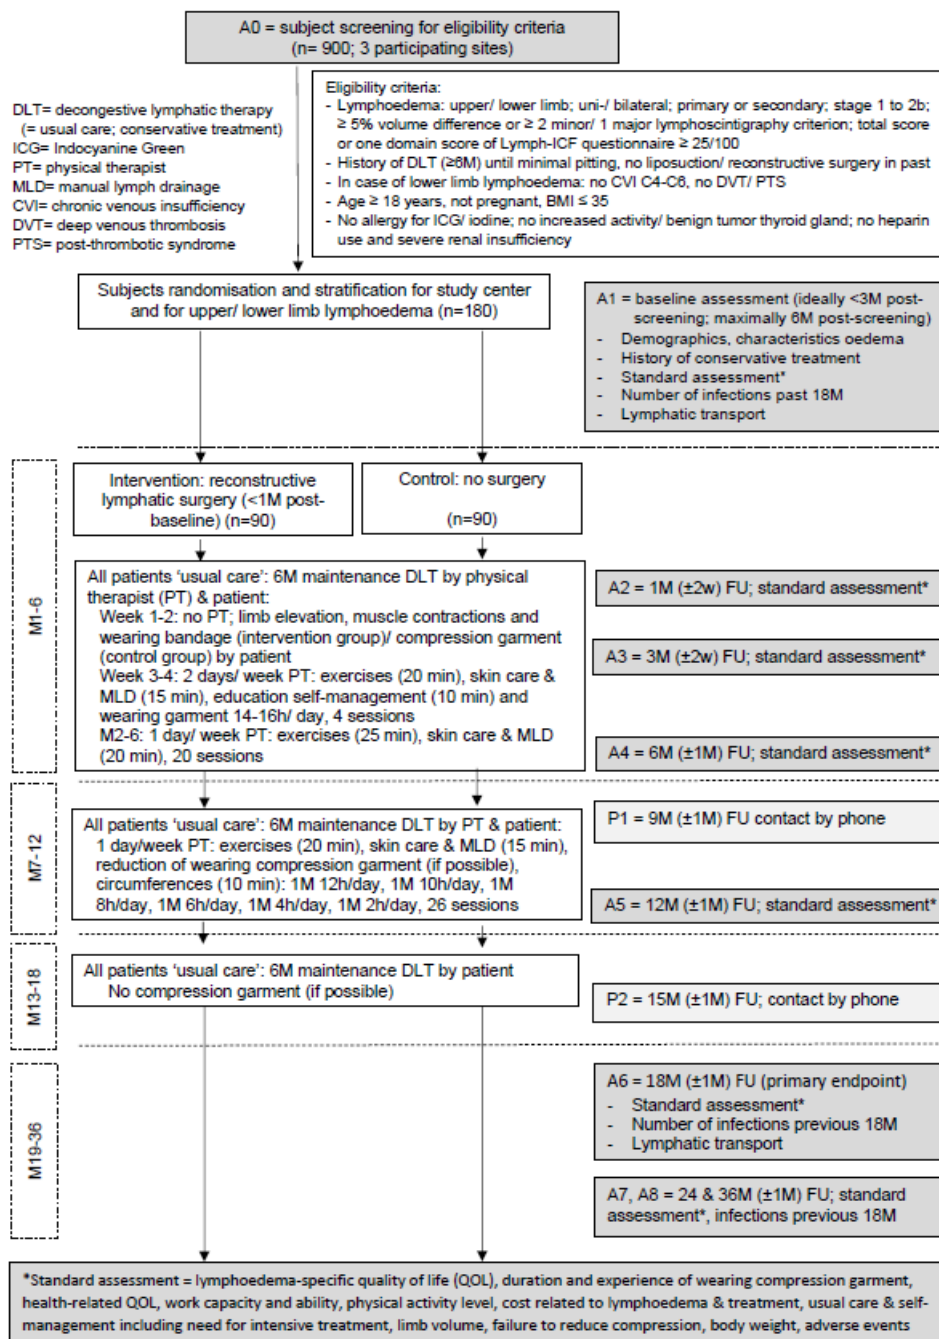 A0 = subject screening for eligibility criteria
(n= 900; 3 participating sites)
DLT= decongestive lymphatic therapy
(= usual care; conservative treatment)
ICG= Indocyanine Green
PT= physical therapist
MLD= manual lymph drainage
CVI= chronic venous insufficiency
DVT= deep venous thrombosis
PTS= post-thrombotic syndrome
Eligibility criteria:
- Lymphoedema: upper/ lower limb; uni-/ bilateral; primary or secondary; stage 1 to 2b;
≥ 5% volume difference or ≥ 2 minor/ 1 major lymphoscintigraphy criterion; total score
or one domain score of Lymph-ICF questionnaire ≥ 25/100
- History of DLT (≥6M) until minimal pitting, no liposuction/ reconstructive surgery in past
- In case of lower limb lymphoedema: no CVI C4-C6, no DVT/ PTS
- Age ≥ 18 years, not pregnant, BMI ≤ 35
- No allergy for ICG/ iodine; no increased activity/ benign tumor thyroid gland; no heparin
use and severe renal insufficiency
Subjects randomisation and stratification for study center
and for upper/ lower limb lymphoedema (n=180)
A1 = baseline assessment (ideally <3M post-
screening; maximally 6M post-screening)
- Demographics, characteristics oedema
- History of conservative treatment
- Standard assessment*
- Number of infections past 18M
- Lymphatic transport
M1-6
Intervention: reconstructive
lymphatic surgery (<1M post-
baseline) (n=90)
Control: no surgery
(n=90)
All patients 'usual care': 6M maintenance DLT by physical
therapist (PT) & patient:
Week 1-2: no PT; limb elevation, muscle contractions and
wearing bandage (intervention group)/ compression garment
(control group) by patient
Week 3-4: 2 days/ week PT: exercises (20 min), skin care &
MLD (15 min), education self-management (10 min) and
wearing garment 14-16h/ day, 4 sessions
M2-6: 1 day/ week PT: exercises (25 min), skin care & MLD
(20 min), 20 sessions
A2 = 1M (±2w) FU; standard assessment*
A3 = 3M (±2w) FU; standard assessment*
A4 = 6M (±1M) FU; standard assessment*
M7-12
All patients 'usual care': 6M maintenance DLT by PT & patient:
1 day/week PT: exercises (20 min), skin care & MLD (15 min),
reduction of wearing compression garment (if possible),
circumferences (10 min): 1M 12h/day, 1M 10h/day, 1M
8h/day, 1M 6h/day, 1M 4h/day, 1M 2h/day, 26 sessions
P1 = 9M (±1M) FU contact by phone
A5 = 12M (±1M) FU; standard assessment*
M13-18
All patients 'usual care': 6M maintenance DLT by patient
No compression garment (if possible)
P2 = 15M (±1M) FU; contact by phone
M19-36
A6 = 18M (±1M) FU (primary endpoint)
- Standard assessment*
- Number of infections previous 18M
- Lymphatic transport
A7, A8 = 24 & 36M (±1M) FU; standard
assessment*, infections previous 18M
*Standard assessment = lymphoedema-specific quality of life (QOL), duration and experience of wearing compression garment,
health-related QOL, work capacity and ability, physical activity level, cost related to lymphoedema & treatment, usual care & self-
management including need for intensive treatment, limb volume, failure to reduce compression, body weight, adverse events